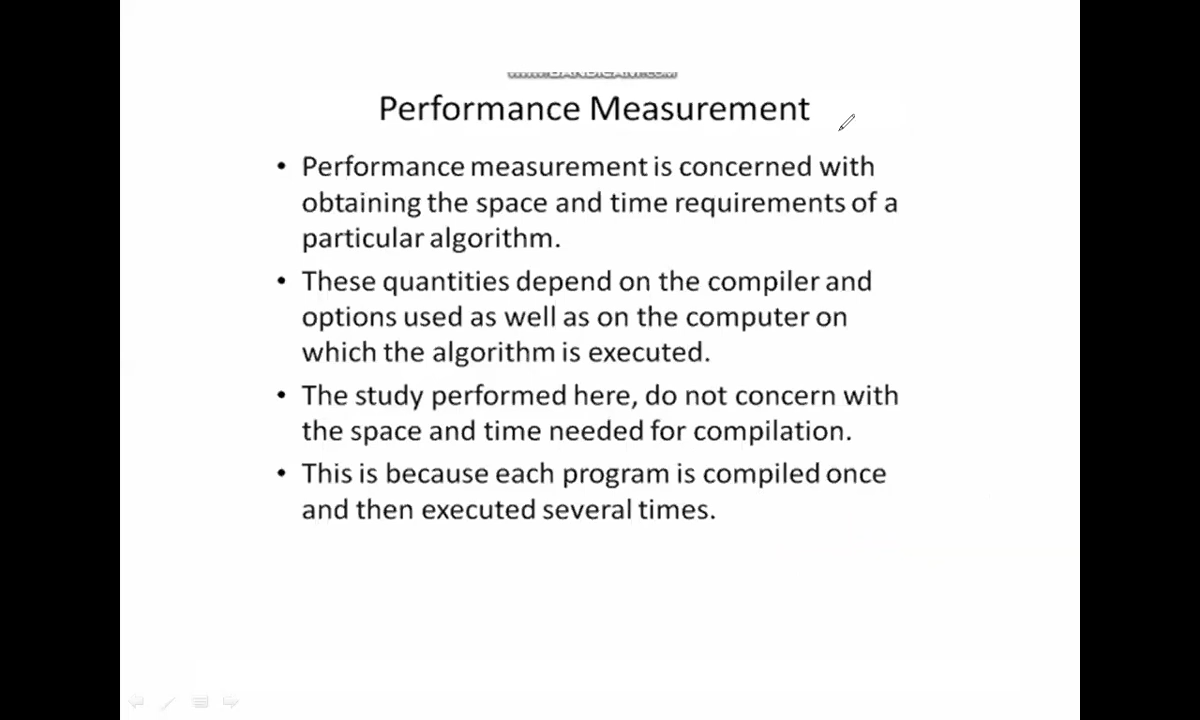 www.BANDICAM.COM
Performance Measurement
• Performance measurement is concerned with
obtaining the space and time requirements of a
particular algorithm.
• These quantities depend on the compiler and
options used as well as on the computer on
which the algorithm is executed.
• The study performed here, do not concern with
the space and time needed for compilation.
• This is because each program is compiled once
and then executed several times.